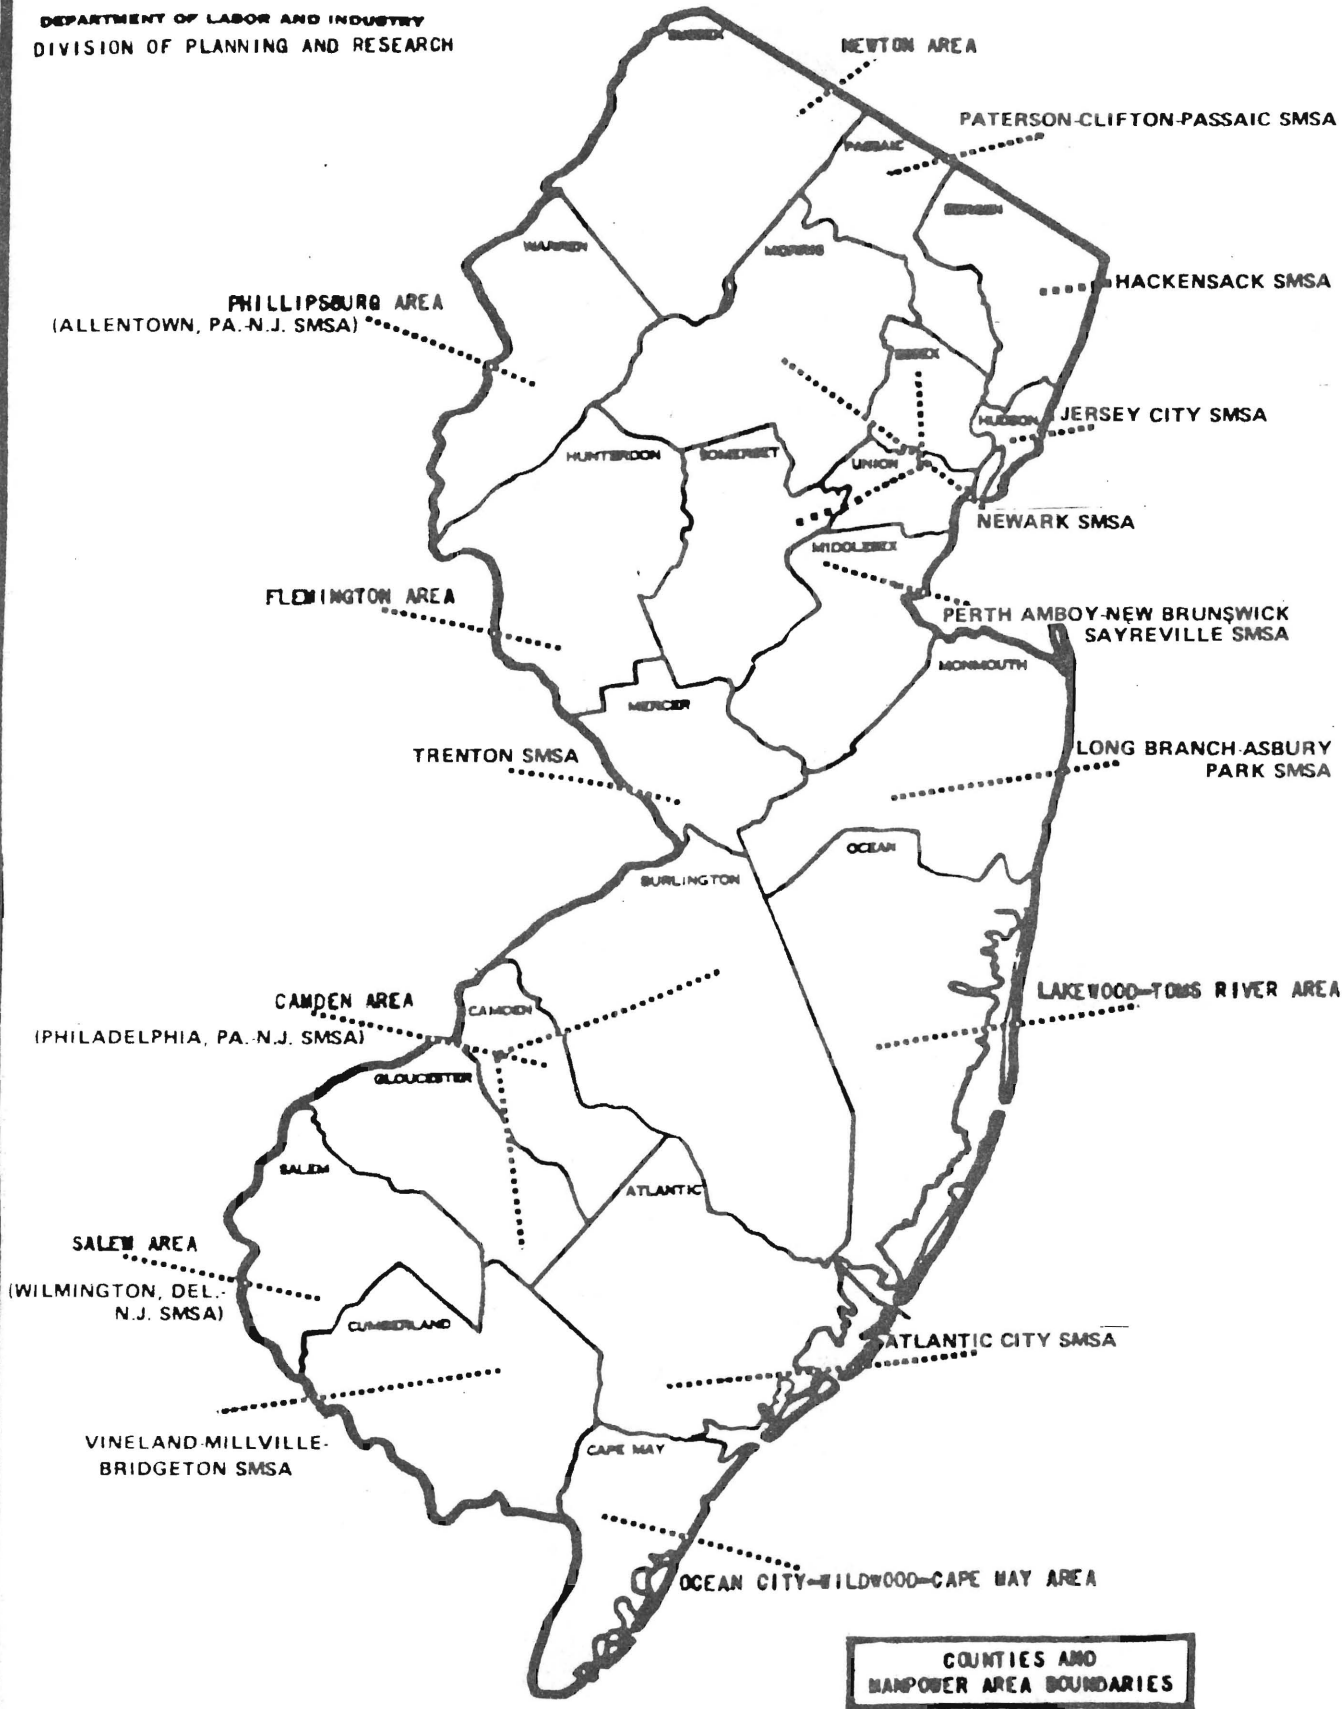 DEPARTMENT OF LABOR AND INDUSTRY
DIVISION OF PLANNING AND RESEARCH
SUSSEX
NEWTON AREA
PATERSON-CLIFTON-PASSAIC SMSA
PASSAIC
BERGEN
WARREN
MORRIS
HACKENSACK SMSA
PHILLIPSBURG AREA
(ALLENTOWN, PA.-N.J. SMSA)
ESSEX
HUDSON
JERSEY CITY SMSA
HUNTERDON
SOMERSET
UNION
NEWARK SMSA
MIDDLESEX
FLEMINGTON AREA
PERTH AMBOY-NEW BRUNSWICK
SAYREVILLE SMSA
MONMOUTH
MERCER
TRENTON SMSA
LONG BRANCH-ASBURY
PARK SMSA
OCEAN
BURLINGTON
LAKEWOOD-TOMS RIVER AREA
CAMDEN AREA
CAMDEN
(PHILADELPHIA, PA.-N.J. SMSA)
GLOUCESTER
SALEM
ATLANTIC
SALEM AREA
(WILMINGTON, DEL.-
N.J. SMSA)
CUMBERLAND
ATLANTIC CITY SMSA
VINELAND-MILLVILLE-
BRIDGETON SMSA
CAPE MAY
OCEAN CITY-WILDWOOD-CAPE MAY AREA
COUNTIES AND
MANPOWER AREA BOUNDARIES